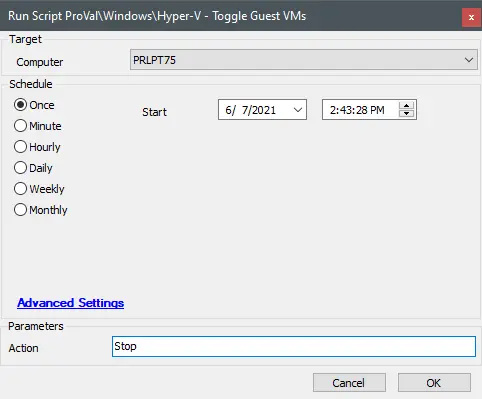 Run Script ProVal\Windows\Hyper-V - Toggle Guest VMs
x
Target
Computer
PRLPT75
Schedule
Once
Start
6/ 7/2021
2:43:28 PM
Minute
Hourly
Daily
Weekly
Monthly
Advanced Settings
Parameters
Action
Stop
Cancel
OK